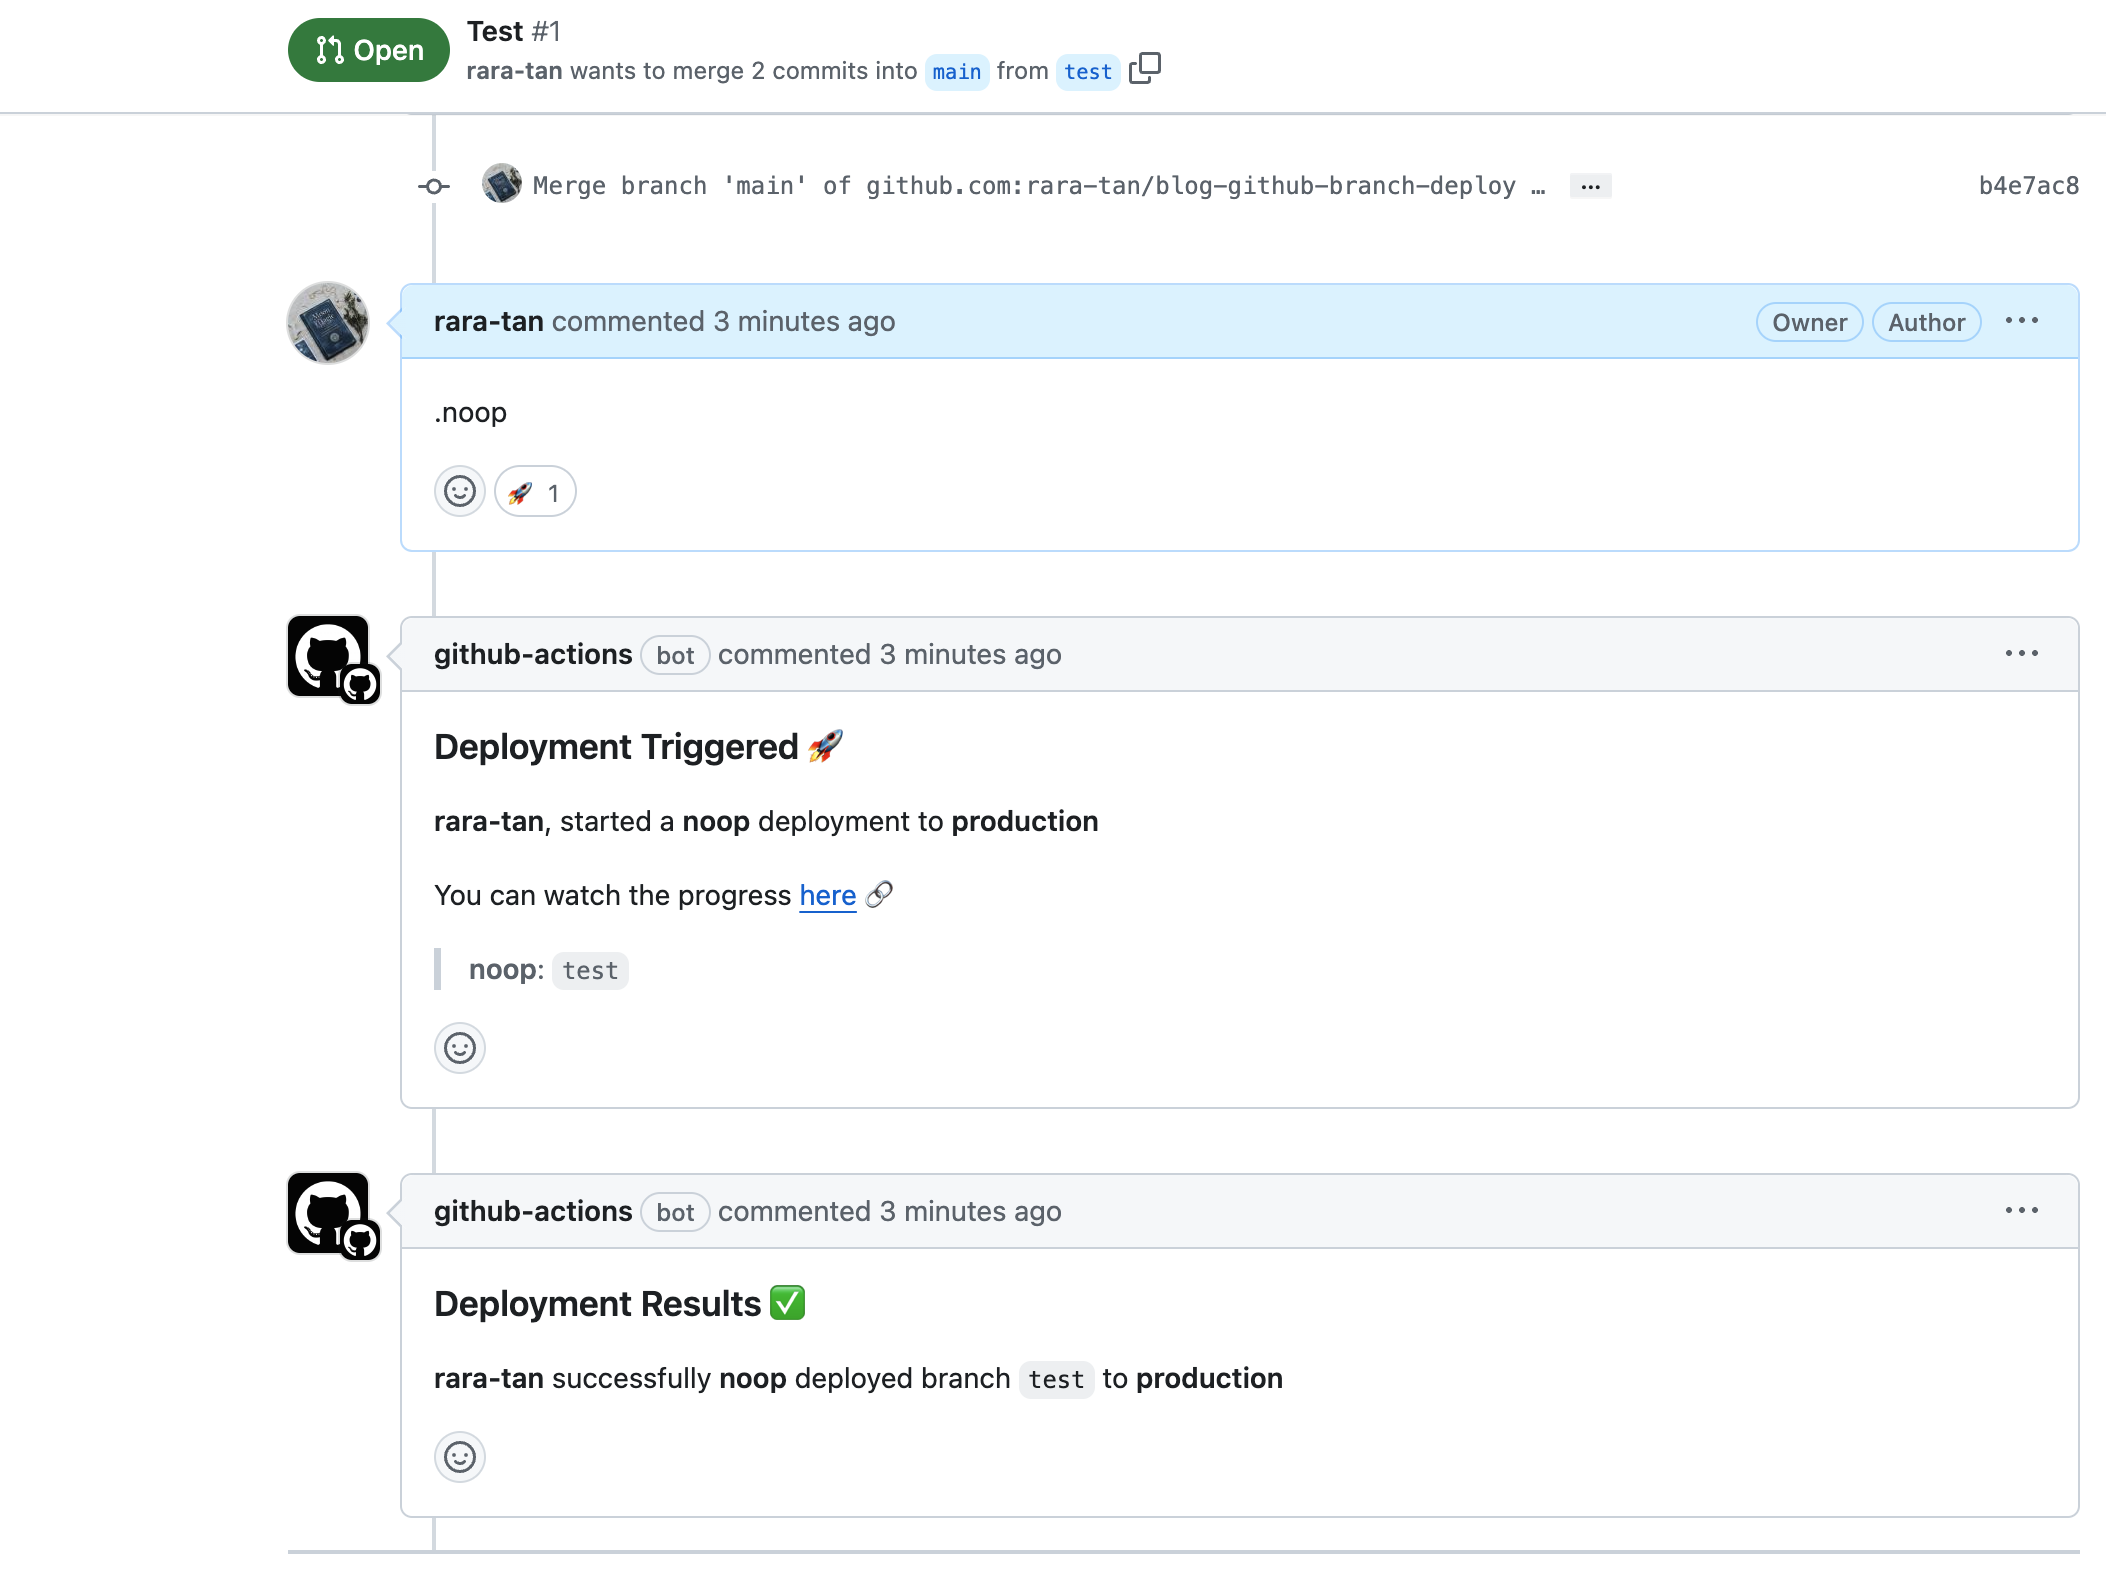 Open
Test #1
rara-tan wants to merge 2 commits into main from test
Merge branch 'main' of github.com:rara-tan/blog-github-branch-deploy … ...
b4e7ac8
rara-tan commented 3 minutes ago
Owner Author
.noop
🚀 1
github-actions bot commented 3 minutes ago
Deployment Triggered 🚀
rara-tan, started a noop deployment to production
You can watch the progress here 🔗
noop: test
github-actions bot commented 3 minutes ago
Deployment Results ✅
rara-tan successfully noop deployed branch test to production